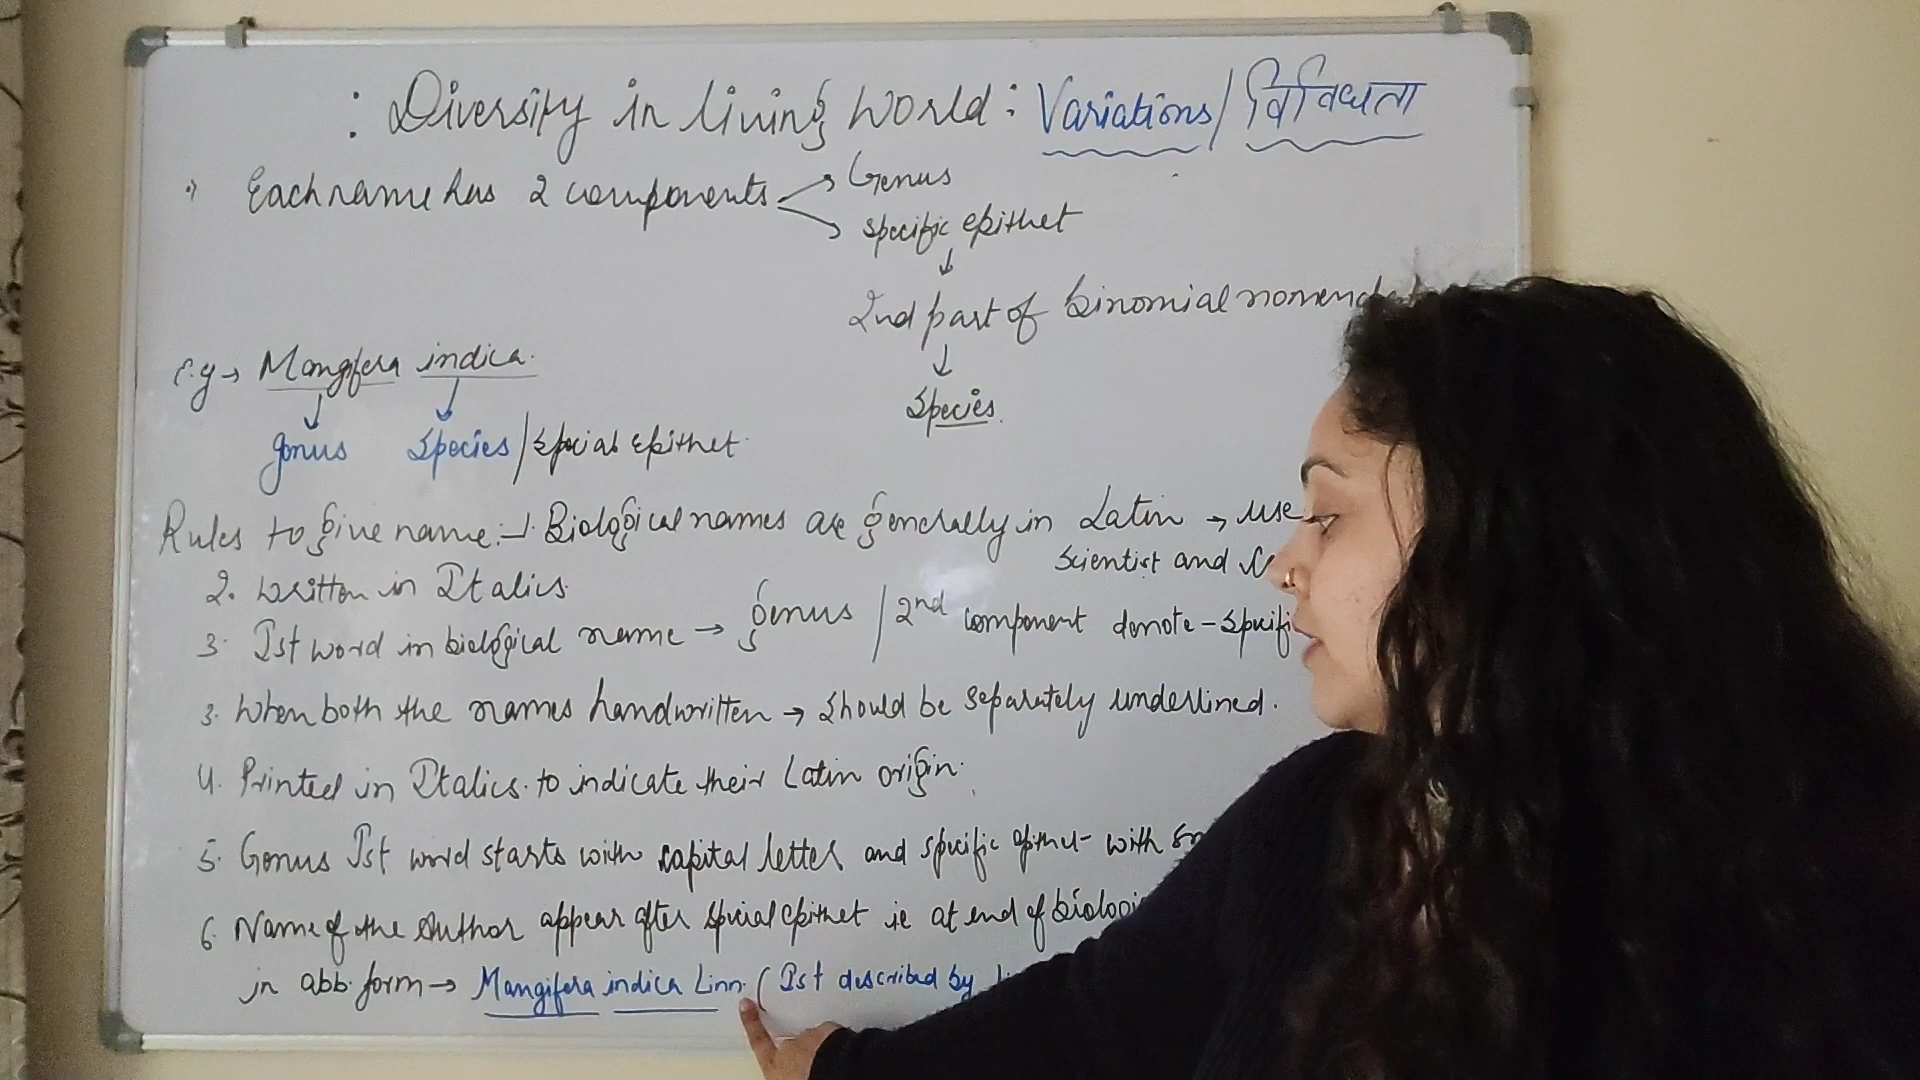 : Diversity in living World : Variations / विविधता
Each name has 2 components → Genus
→ Specific epithet
↓
2nd part of binomial
↓
Species.
e.g → Mangifera indica.
genus Species / Special epithet.
Rules to give name :- 1. Biological names are generally in Latin → use
Scientist and
2. written in Italics.
3. Ist word in biological name → genus / 2nd component denote -
3. When both the names handwritten → Should be separately underlined.
4. Printed in Italics. to indicate their Latin origin.
5. Genus Ist word starts with capital letter and specific epithet with
6. Name of the Author appear after special epithet ie at end of
in abb. form → Mangifera indica Linn. ( Ist described by